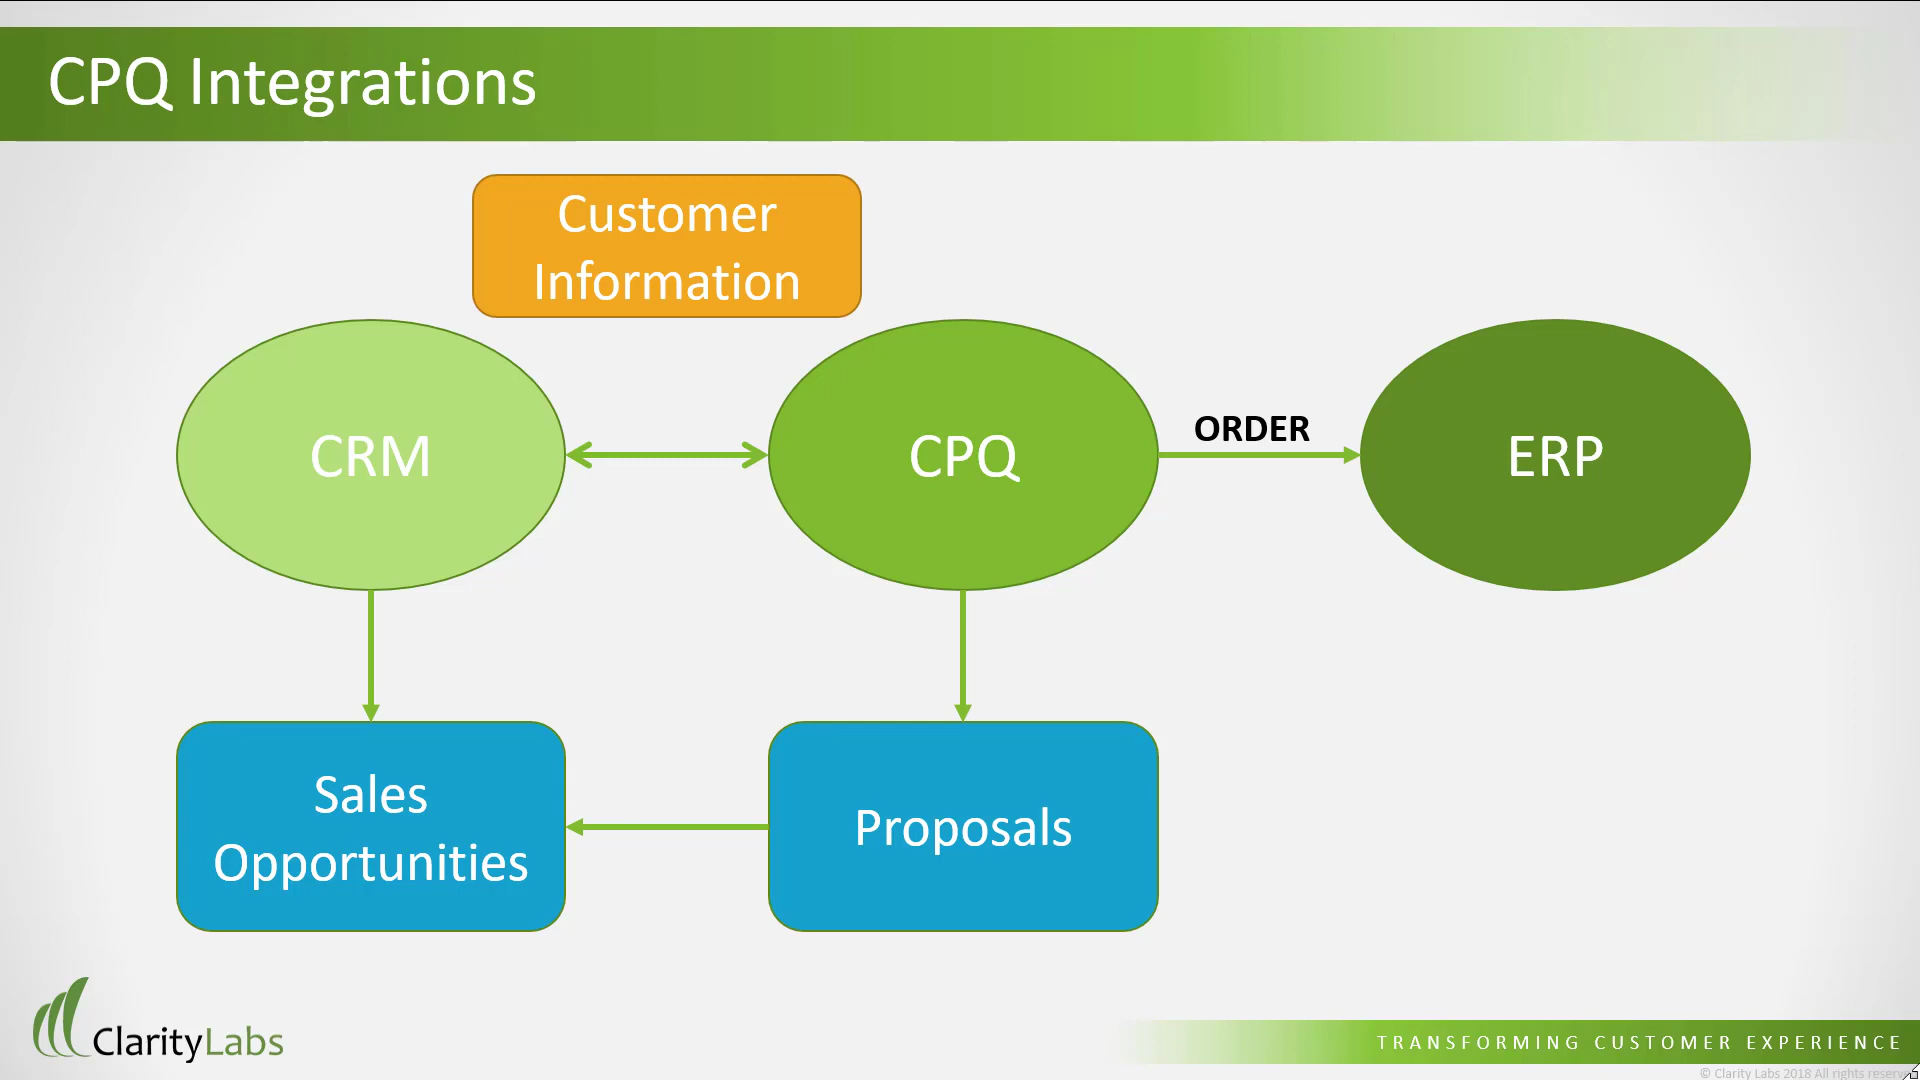 CPQ Integrations
Customer
Information
CRM
CPQ
ORDER
ERP
Sales
Opportunities
Proposals
ClarityLabs
TRANSFORMING CUSTOMER EXPERIENCE
© Clarity Labs 2018 All rights